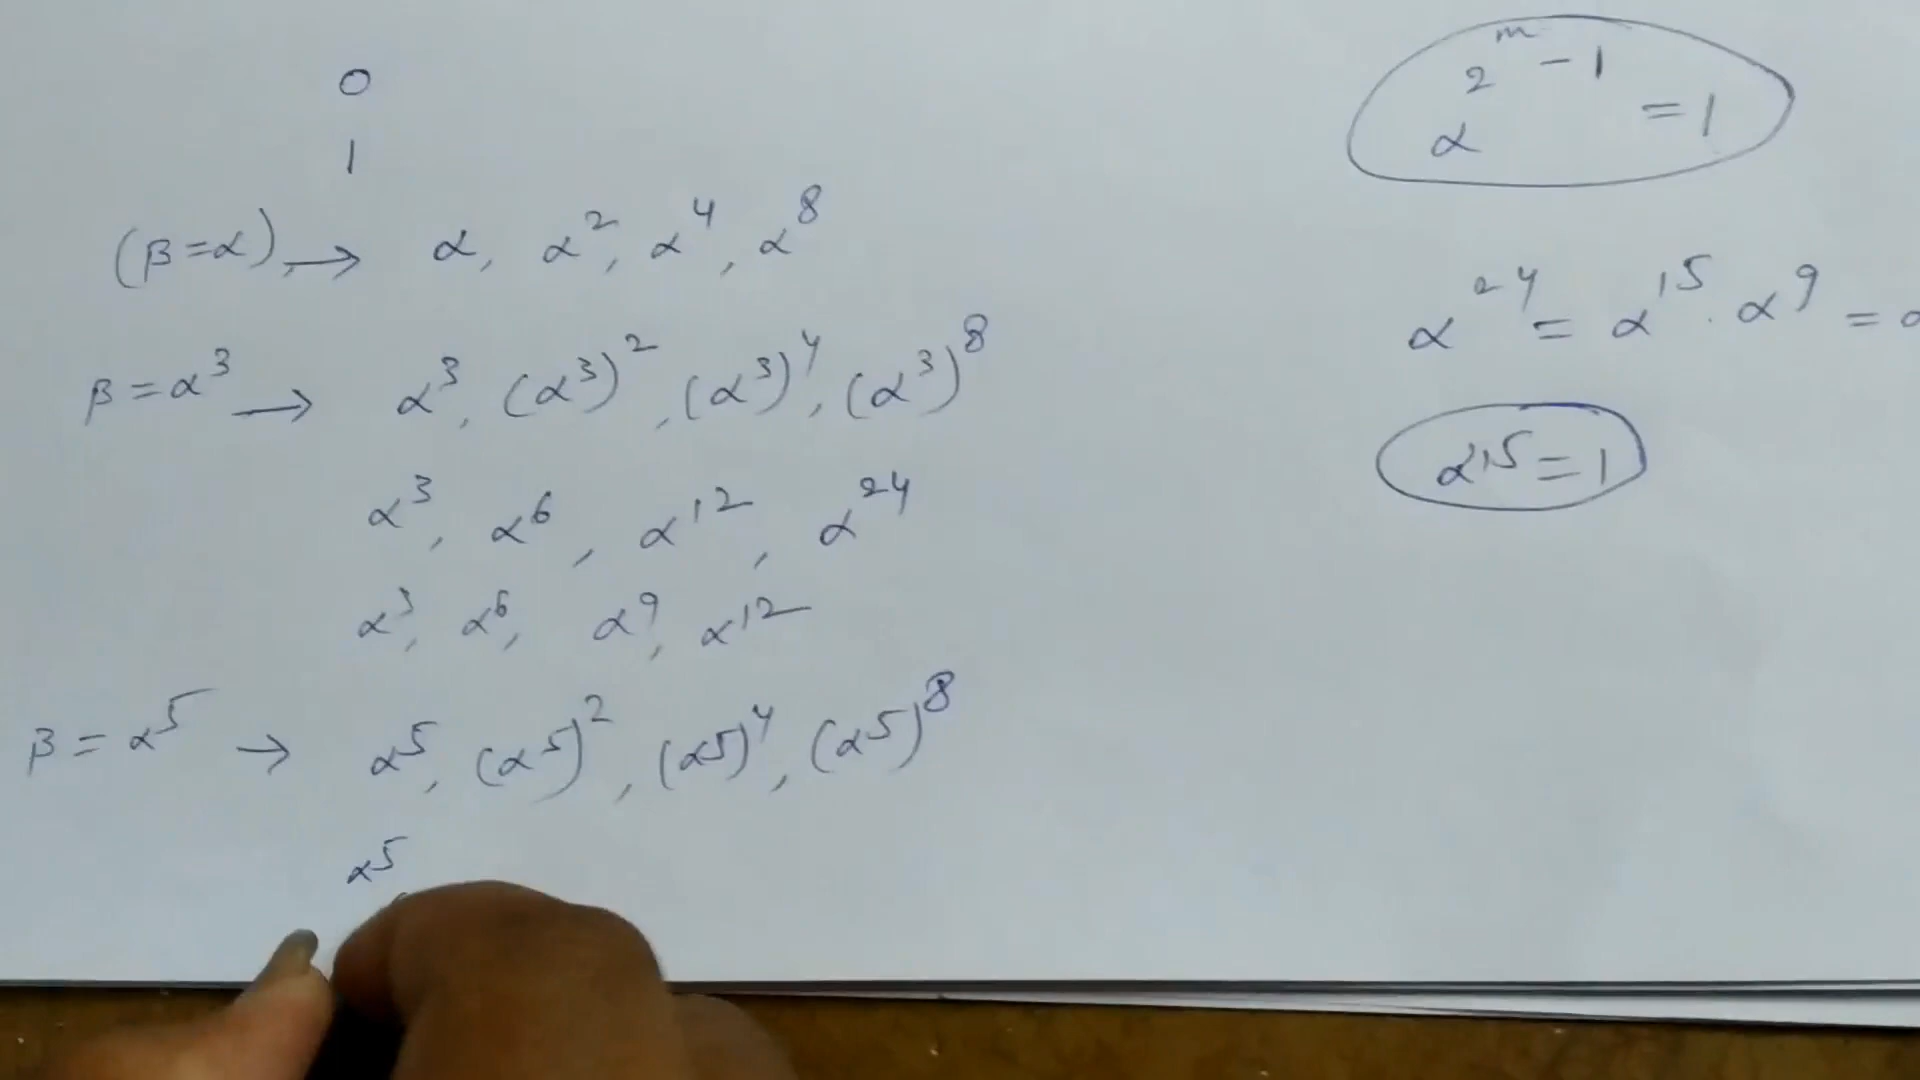 0
1
(β=α), → α, α², α⁴, α⁸
β=α³ → α³, (α³)², (α³)⁴, (α³)⁸
α³, α⁶, α¹², α²⁴
α³, α⁶, α⁹, α¹²
β=α⁵ → α⁵, (α⁵)², (α⁵)⁴, (α⁵)⁸
α⁵
α^(2^m − 1) = 1
α²⁴ = α¹⁵ . α⁹ =
α¹⁵ = 1